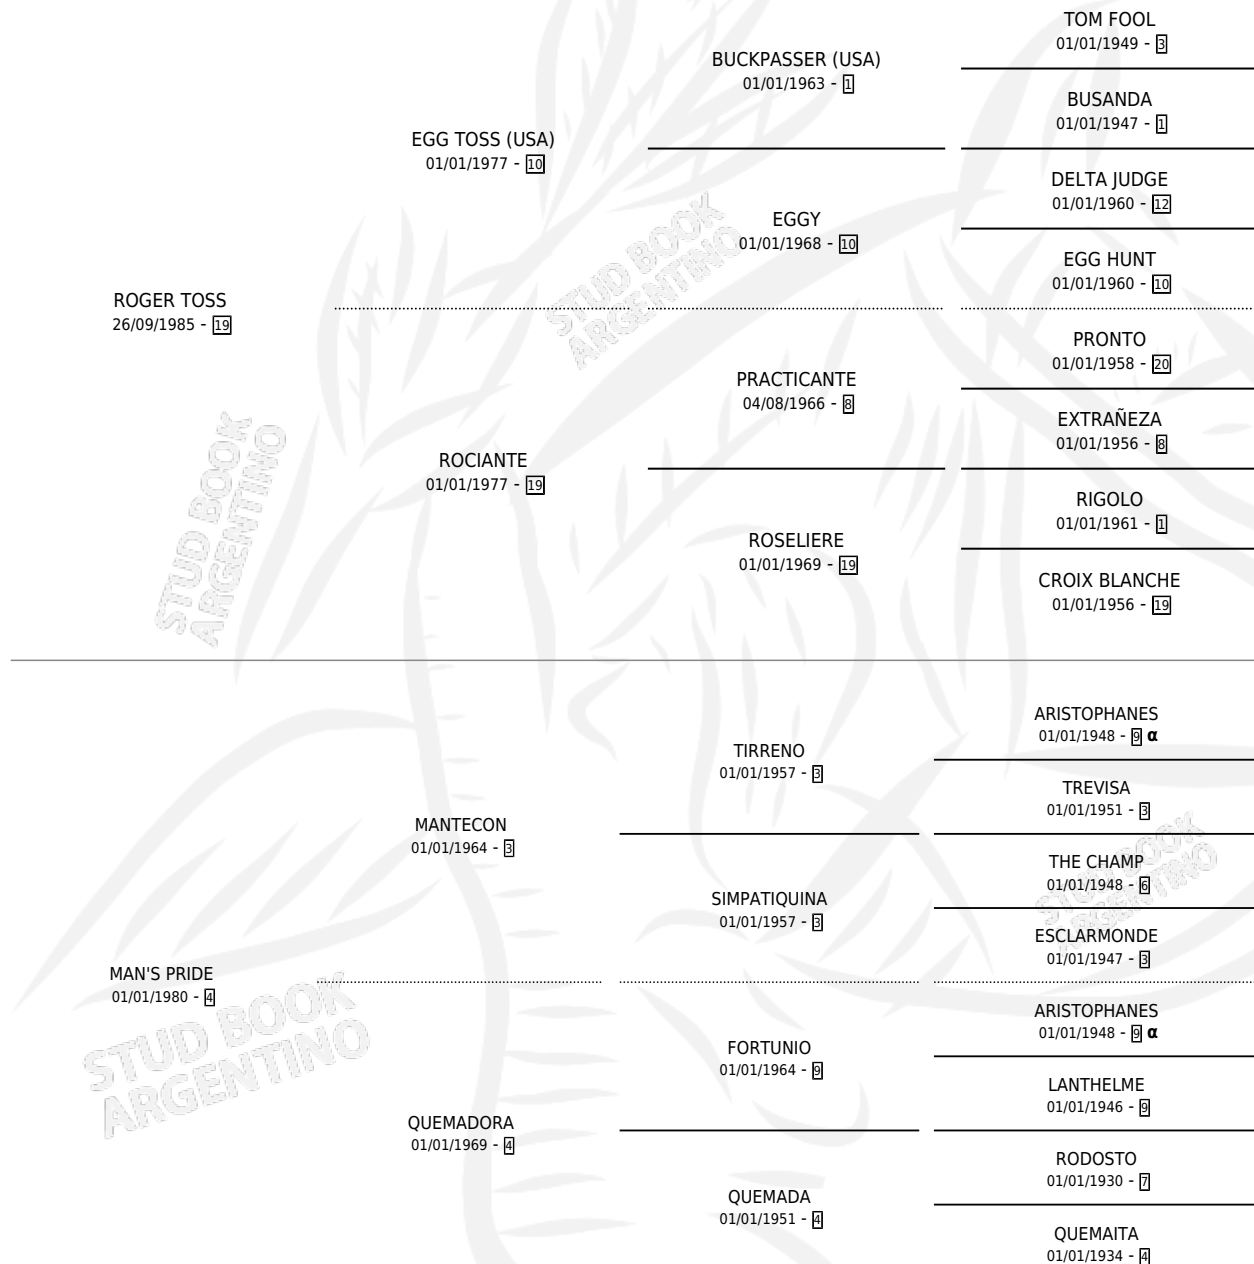 TOM FOOL
01/01/1949 - 3
BUCKPASSER (USA)
01/01/1963 - 1
BUSANDA
01/01/1947 - 1
EGG TOSS (USA)
01/01/1977 - 10
DELTA JUDGE
01/01/1960 - 12
EGGY
01/01/1968 - 10
EGG HUNT
01/01/1960 - 10
STUD BOOK
ARGENTINO
ROGER TOSS
26/09/1985 - 19
PRONTO
01/01/1958 - 20
PRACTICANTE
04/08/1966 - 8
EXTRAÑEZA
01/01/1956 - 8
ROCIANTE
01/01/1977 - 19
RIGOLO
01/01/1961 - 1
ROSELIERE
01/01/1969 - 19
CROIX BLANCHE
01/01/1956 - 19
STUD BOOK
ARGENTINO
ARISTOPHANES
01/01/1948 - 9 α
TIRRENO
01/01/1957 - 3
TREVISA
01/01/1951 - 3
MANTECON
01/01/1964 - 3
THE CHAMP
01/01/1948 - 6
SIMPATIQUINA
01/01/1957 - 3
ESCLARMONDE
01/01/1947 - 3
STUD BOOK
ARGENTINO
MAN'S PRIDE
01/01/1980 - 4
ARISTOPHANES
01/01/1948 - 9 α
FORTUNIO
01/01/1964 - 9
LANTHELME
01/01/1946 - 9
STUD BOOK
ARGENTINO
QUEMADORA
01/01/1969 - 4
RODOSTO
01/01/1930 - 7
QUEMADA
01/01/1951 - 4
QUEMAITA
01/01/1934 - 4